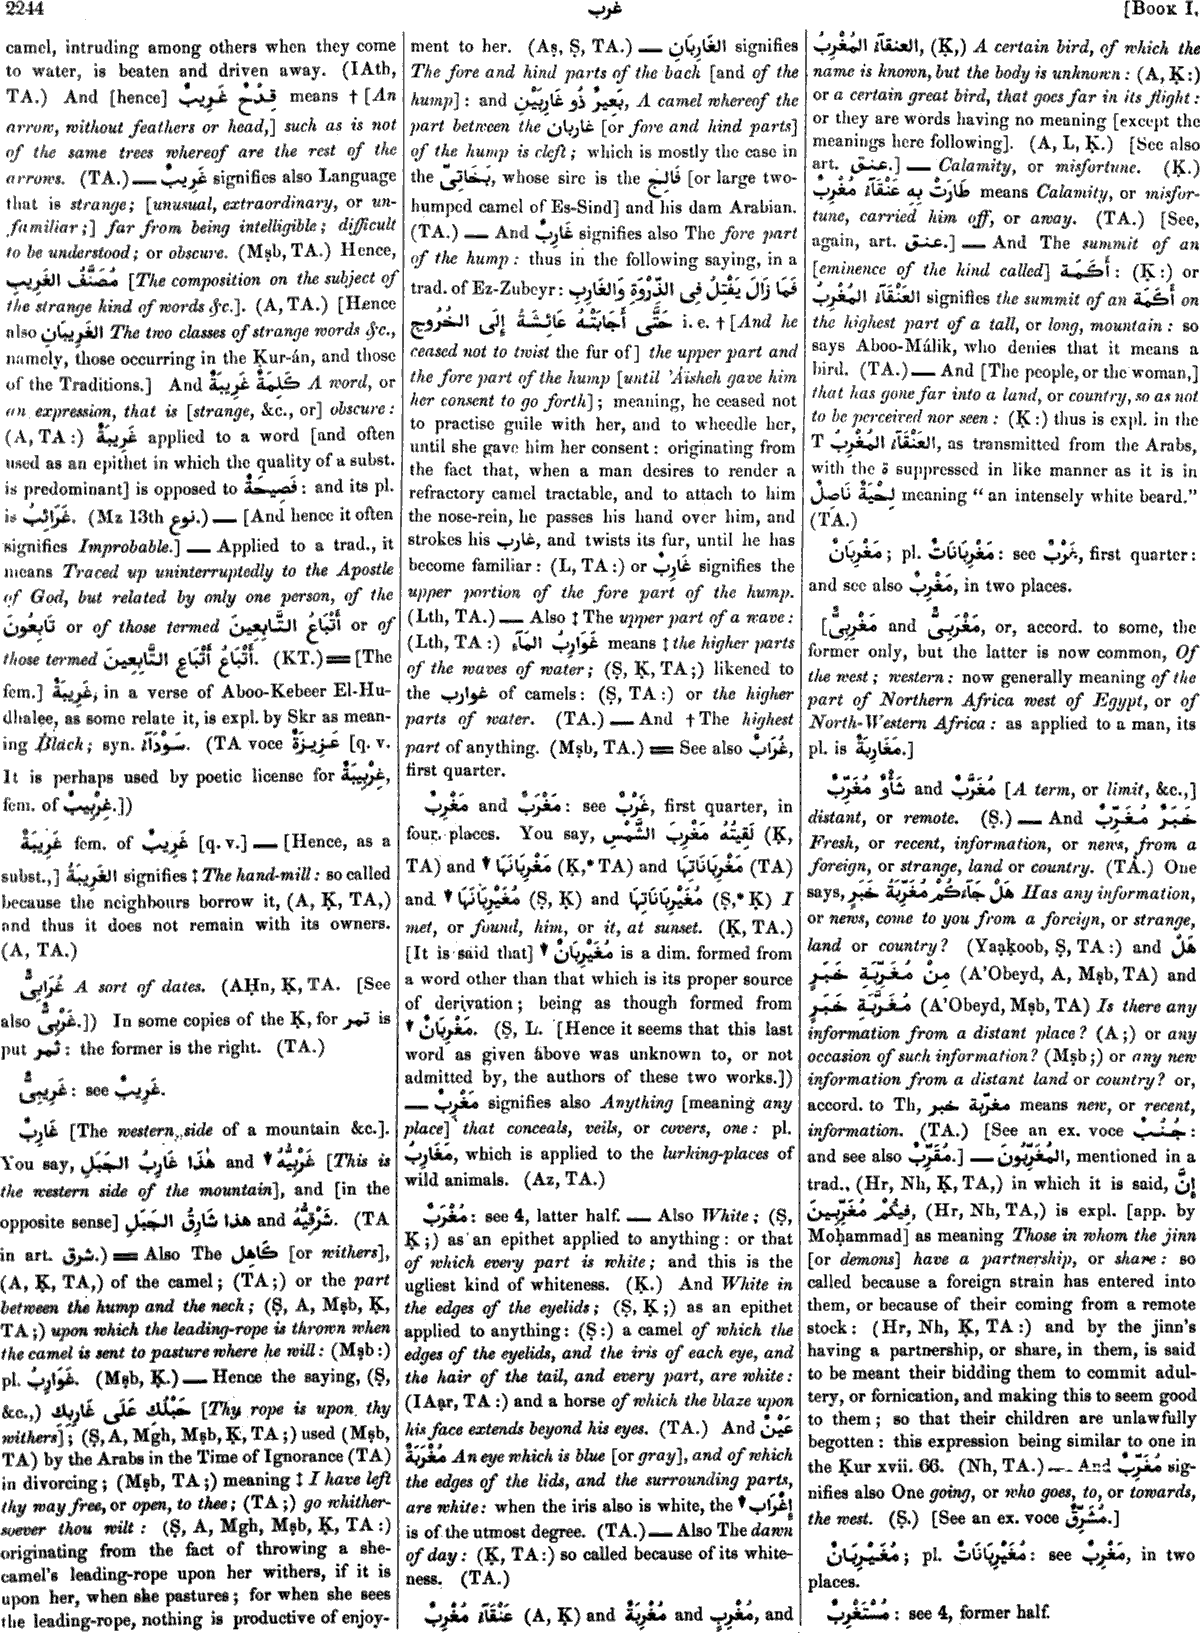 2244
غرب
[BOOK I.
camel, intruding among others when they come
to water, is beaten and driven away. (IAth,
TA.) And [hence] قِدْحٌ غَرِيبٌ means † [An
arrow, without feathers or head,] such as is not
of the same trees whereof are the rest of the
arrows. (TA.) — غَرِيبٌ signifies also Language
that is strange; [unusual, extraordinary, or un-
familiar;] far from being intelligible; difficult
to be understood; or obscure. (Mṣb, TA.) Hence,
مُصَنَّفُ الغَرِيبِ [The composition on the subject of
the strange kind of words &c.]. (A, TA.) [Hence
also الغَرِيبَانِ The two classes of strange words &c.,
namely, those occurring in the Ḳur-án, and those
of the Traditions.] And كَلِمَةٌ غَرِيبَةٌ A word, or
an expression, that is [strange, &c., or] obscure:
(A, TA:) غَرِيبَةٌ applied to a word [and often
used as an epithet in which the quality of a subst.
is predominant] is opposed to فَصِيحَةٌ: and its pl.
is غَرَائِبُ. (Mz 13th نوع.) — [And hence it often
signifies Improbable.] — Applied to a trad., it
means Traced up uninterruptedly to the Apostle
of God, but related by only one person, of the
تَابِعُونَ or of those termed أَتْبَاعُ التَّابِعِينَ or of
those termed أَتْبَاعُ أَتْبَاعِ التَّابِعِينَ. (KT.) = [The
fem.] غَرِيبَةٌ, in a verse of Aboo-Kebeer El-Hu-
dhalee, as some relate it, is expl. by Skr as mean-
ing Black; syn. سَوْدَآءُ. (TA voce عَزِيزَةٌ [q. v.
It is perhaps used by poetic license for غِرْبِيبَةٌ,
fem. of غِرْبِيبٌ.])
غَرِيبَةٌ fem. of غَرِيبٌ [q. v.] — [Hence, as a
subst.,] الغَرِيبَةُ signifies ‡ The hand-mill: so called
because the neighbours borrow it, (A, Ḳ, TA,)
and thus it does not remain with its owners.
(A, TA.)
غُرَابِىٌّ A sort of dates. (AḤn, Ḳ, TA. [See
also غُرْبِىٌّ.]) In some copies of the Ḳ, for تمر is
put ثمر: the former is the right. (TA.)
غَرِيبِىٌّ: see غَرِيبٌ.
غَارِبٌ [The western side of a mountain &c.].
You say, هٰذَا غَارِبُ الجَبَلِ and ▼ غَرْبِيُّهُ [This is
the western side of the mountain], and [in the
opposite sense] هٰذَا شَارِقُ الجَبَلِ and شَرْقِيُّهُ. (TA
in art. شرق.) = Also The كَاهِل [or withers],
(A, Ḳ, TA,) of the camel; (TA;) or the part
between the hump and the neck; (Ṣ, A, Mṣb, Ḳ,
TA;) upon which the leading-rope is thrown when
the camel is sent to pasture where he will: (Mṣb:)
pl. غَوَارِبُ. (Mṣb, Ḳ.) — Hence the saying, (Ṣ,
&c.,) حَبْلُكِ عَلَى غَارِبِكِ [Thy rope is upon thy
withers]; (Ṣ, A, Mgh, Mṣb, Ḳ, TA;) used (Mṣb,
TA) by the Arabs in the Time of Ignorance (TA)
in divorcing; (Mṣb, TA;) meaning ‡ I have left
thy way free, or open, to thee; (TA;) go whither-
soever thou wilt: (Ṣ, A, Mgh, Mṣb, Ḳ, TA:)
originating from the fact of throwing a she-
camel's leading-rope upon her withers, if it is
upon her, when she pastures; for when she sees
the leading-rope, nothing is productive of enjoy-
ment to her. (Aṣ, Ṣ, TA.) — الغَارِبَانِ signifies
The fore and hind parts of the back [and of the
hump]: and بَعِيرٌ ذُو غَارِبَيْنِ, A camel whereof the
part between the غاربان [or fore and hind parts]
of the hump is cleft; which is mostly the case in
the بَخَاتِىّ, whose sire is the فَالِج [or large two-
humped camel of Es-Sind] and his dam Arabian.
(TA.) — And غَارِبٌ signifies also The fore part
of the hump: thus in the following saying, in a
trad. of Ez-Zubeyr: فَمَا زَالَ يَفْتِلُ فِى الذِّرْوَةِ وَالغَارِبِ
حَتَّى أَجَابَتْهُ عَائِشَةُ إِلَى الخُرُوجِ i. e. † [And he
ceased not to twist the fur of] the upper part and
the fore part of the hump [until 'Áïsheh gave him
her consent to go forth]; meaning, he ceased not
to practise guile with her, and to wheedle her,
until she gave him her consent: originating from
the fact that, when a man desires to render a
refractory camel tractable, and to attach to him
the nose-rein, he passes his hand over him, and
strokes his غارب, and twists its fur, until he has
become familiar: (L, TA:) or غَارِبٌ signifies the
upper portion of the fore part of the hump.
(Lth, TA.) — Also ‡ The upper part of a wave:
(Lth, TA:) غَوَارِبُ المَآءِ means ‡ the higher parts
of the waves of water; (Ṣ, Ḳ, TA;) likened to
the غوارب of camels: (Ṣ, TA:) or the higher
parts of water. (TA.) — And † The highest
part of anything. (Mṣb, TA.) = See also غُرَابٌ,
first quarter.
مَغْرِبٌ and مَغْرَبٌ: see غَرْبٌ, first quarter, in
four places. You say, لَقِيتُهُ مَغْرِبَ الشَّمْسِ (Ḳ,
TA) and ▼ مَغْرِبَانَهَا (Ḳ,* TA) and مَغْرِبَانَاتِهَا (TA)
and ▼ مُغَيْرِبَانَهَا (Ṣ, Ḳ) and مُغَيْرِبَانَاتِهَا (Ṣ,* Ḳ) I
met, or found, him, or it, at sunset. (Ḳ, TA.)
[It is said that] ▼ مُغَيْرِبَانٌ is a dim. formed from
a word other than that which is its proper source
of derivation; being as though formed from
▼ مَغْرِبَانٌ. (Ṣ, L. [Hence it seems that this last
word as given above was unknown to, or not
admitted by, the authors of these two works.])
— مَغْرِبٌ signifies also Anything [meaning any
place] that conceals, veils, or covers, one: pl.
مَغَارِبُ, which is applied to the lurking-places of
wild animals. (Az, TA.)
مُغْرَبٌ: see 4, latter half. — Also White; (Ṣ,
Ḳ;) as an epithet applied to anything: or that
of which every part is white; and this is the
ugliest kind of whiteness. (Ḳ.) And White in
the edges of the eyelids; (Ṣ, Ḳ;) as an epithet
applied to anything: (Ṣ:) a camel of which the
edges of the eyelids, and the iris of each eye, and
the hair of the tail, and every part, are white:
(IAạr, TA:) and a horse of which the blaze upon
his face extends beyond his eyes. (TA.) And عَيْنٌ
مُغْرَبَةٌ An eye which is blue [or gray], and of which
the edges of the lids, and the surrounding parts,
are white: when the iris also is white, the ▼ إِغْرَاب
is of the utmost degree. (TA.) — Also The dawn
of day: (Ḳ, TA:) so called because of its white-
ness. (TA.)
عَنْقَآءُ مُغْرِبٌ (A, Ḳ) and مُغْرِبَةٌ and مُغْرِبٍ, and
العَنْقَآءُ المُغْرِبُ, (Ḳ,) A certain bird, of which the
name is known, but the body is unknown: (A, Ḳ:)
or a certain great bird, that goes far in its flight:
or they are words having no meaning [except the
meanings here following]. (A, L, Ḳ.) [See also
art. عنق.] — Calamity, or misfortune. (Ḳ.)
طَارَتْ بِهِ عَنْقَآءُ مُغْرِبٌ means Calamity, or misfor-
tune, carried him off, or away. (TA.) [See,
again, art. عنق.] — And The summit of an
[eminence of the kind called] أَكَمَة: (Ḳ:) or
العَنْقَآءُ المُغْرِبُ signifies the summit of an أَكَمَة on
the highest part of a tall, or long, mountain: so
says Aboo-Málik, who denies that it means a
bird. (TA.) — And [The people, or the woman,]
that has gone far into a land, or country, so as not
to be perceived nor seen: (Ḳ:) thus is expl. in the
T العَنْقَآءُ المُغْرِبُ, as transmitted from the Arabs,
with the ة suppressed in like manner as it is in
لِحْيَةٌ نَاصِلٌ meaning "an intensely white beard."
(TA.)
مَغْرِبَانٌ; pl. مَغْرِبَانَاتٌ: see غَرْبٌ, first quarter:
and see also مَغْرِبٌ, in two places.
[مَغْرِبِىٌّ and مَغْرَبِىٌّ, or, accord. to some, the
former only, but the latter is now common, Of
the west; western: now generally meaning of the
part of Northern Africa west of Egypt, or of
North-Western Africa: as applied to a man, its
pl. is مَغَارِبَةٌ.]
شَأْوٌ مُغَرِّبٌ and مُغَرَّبٌ [A term, or limit, &c.,]
distant, or remote. (Ṣ.) — And خَبَرٌ مُغَرِّبٌ
Fresh, or recent, information, or news, from a
foreign, or strange, land or country. (TA.) One
says, هَلْ جَآءَكُمْ مُغَرِّبَةُ خَبَرٍ Has any information,
or news, come to you from a foreign, or strange,
land or country? (Yaạḳoob, Ṣ, TA:) and هَلْ
مِنْ مُغَرِّبَةِ خَبَرٍ (A'Obeyd, A, Mṣb, TA) and
مُغَرَّبَةِ خَبَرٍ (A'Obeyd, Mṣb, TA) Is there any
information from a distant place? (A;) or any
occasion of such information? (Mṣb;) or any new
information from a distant land or country? or,
accord. to Th, مغرّبة خبر means new, or recent,
information. (TA.) [See an ex. voce جُنُبٌ:
and see also مُقَرِّبٌ.] — المُغَرِّبُونَ, mentioned in a
trad., (Hr, Nh, Ḳ, TA,) in which it is said, إِنَّ
فِيكُمْ مُغَرِّبِينَ, (Hr, Nh, TA,) is expl. [app. by
Moḥammad] as meaning Those in whom the jinn
[or demons] have a partnership, or share: so
called because a foreign strain has entered into
them, or because of their coming from a remote
stock: (Hr, Nh, Ḳ, TA:) and by the jinn's
having a partnership, or share, in them, is said
to be meant their bidding them to commit adul-
tery, or fornication, and making this to seem good
to them; so that their children are unlawfully
begotten: this expression being similar to one in
the Ḳur xvii. 66. (Nh, TA.) — And مُغَرِّبٌ sig-
nifies also One going, or who goes, to, or towards,
the west. (Ṣ.) [See an ex. voce مُشَرِّقٌ.]
مُغَيْرِبَانٌ; pl. مُغَيْرِبَانَاتٌ: see مَغْرِبٌ, in two
places.
مُسْتَغْرِبٌ: see 4, former half.